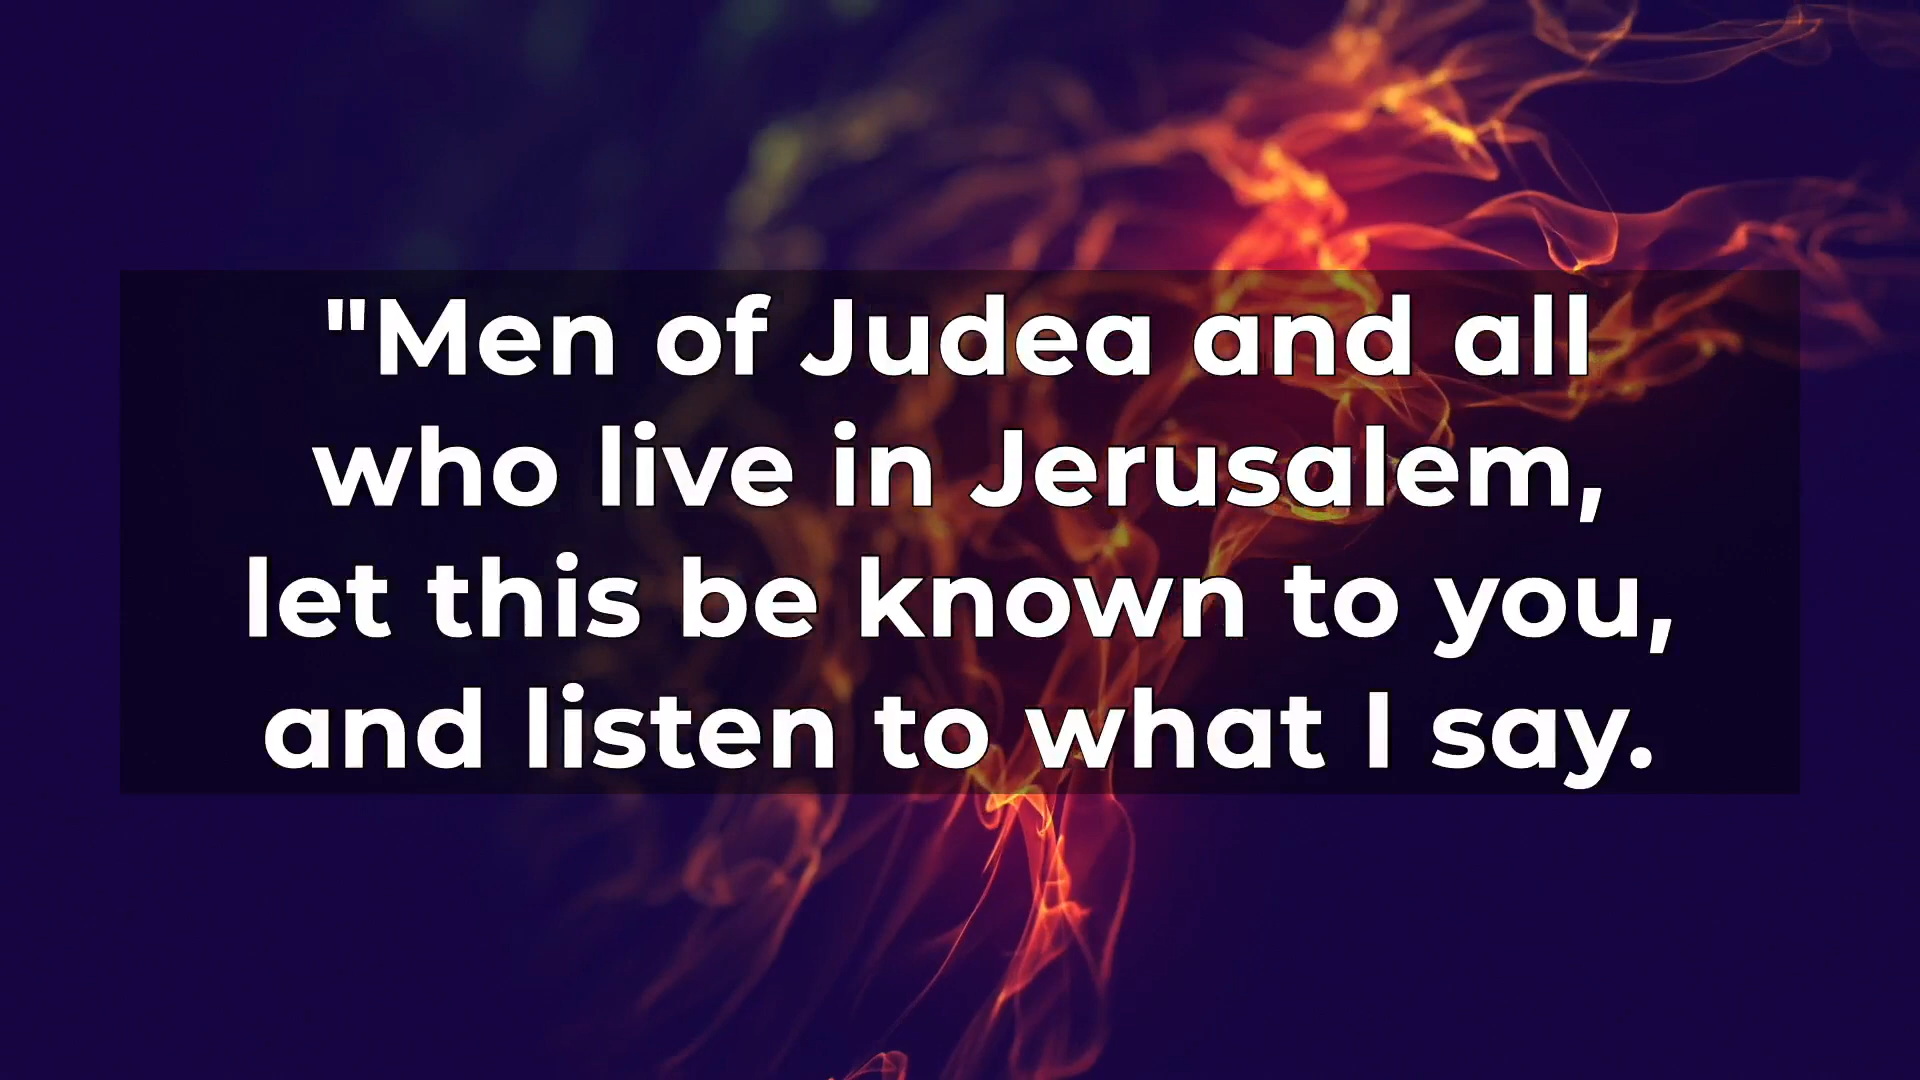 "Men of Judea and all
who live in Jerusalem,
let this be known to you,
and listen to what I say.